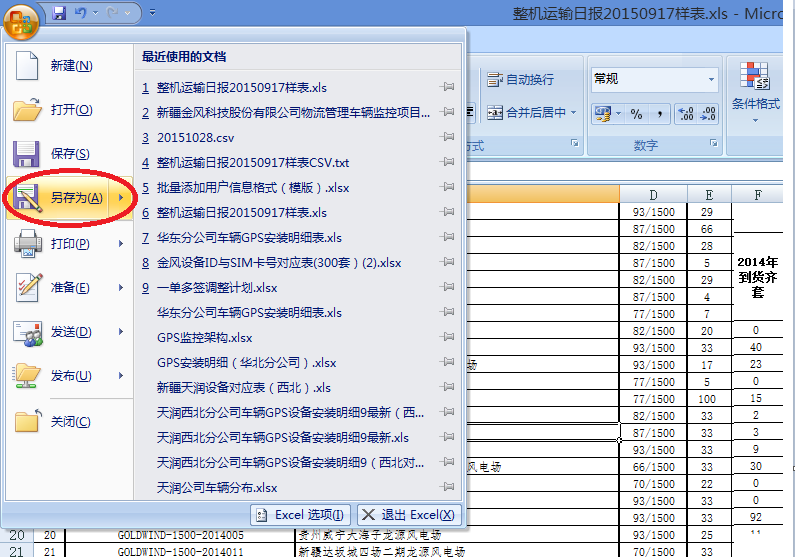 整机运输日报20150917样表.xls - Micro
新建(N)
打开(O)
保存(S)
另存为(A)
打印(P)
准备(E)
发送(D)
发布(U)
关闭(C)
最近使用的文档
1 整机运输日报20150917样表.xls
2 新疆金风科技股份有限公司物流管理车辆监控项目...
3 20151028.csv
4 整机运输日报20150917样表CSV.txt
5 批量添加用户信息格式（模版）.xlsx
6 整机运输日报20150917样表.xls
7 华东分公司车辆GPS安装明细表.xls
8 金风设备ID与SIM卡号对应表(300套）(2).xlsx
9 一单多签调整计划.xlsx
华东分公司车辆GPS安装明细表.xls
GPS监控架构.xlsx
GPS安装明细（华北分公司）.xlsx
新疆天润设备对应表（西北）.xls
天润西北分公司车辆GPS设备安装明细9最新（西...
天润西北分公司车辆GPS设备安装明细9最新.xls
天润西北分公司车辆GPS设备安装明细9（西北对...
天润公司车辆分布.xlsx
Excel 选项(I)
退出 Excel(X)
自动换行
合并后居中
方式
常规
% ,
数字
条件格式
D E F
2014年
到货齐
套
93/1500 29
87/1500 66
82/1500 28
87/1500 5
82/1500 29
87/1500 4
77/1500 7
82/1500 20 0
93/1500 33 40
场 93/1500 17 23
77/1500 5 0
77/1500 100 15
82/1500 33 2
87/1500 33 3
93/1500 33 9
风电场 66/1500 33 30
70/1500 22 0
93/1500 33 0
93/1500 33 92
20 20 GOLDWIND-1500-2014005 贵州威宁大海子龙源风电场 93/1500 25 11
21 21 GOLDWIND-1500-2014011 新疆达坂城四场二期龙源风电场 70/1500 33